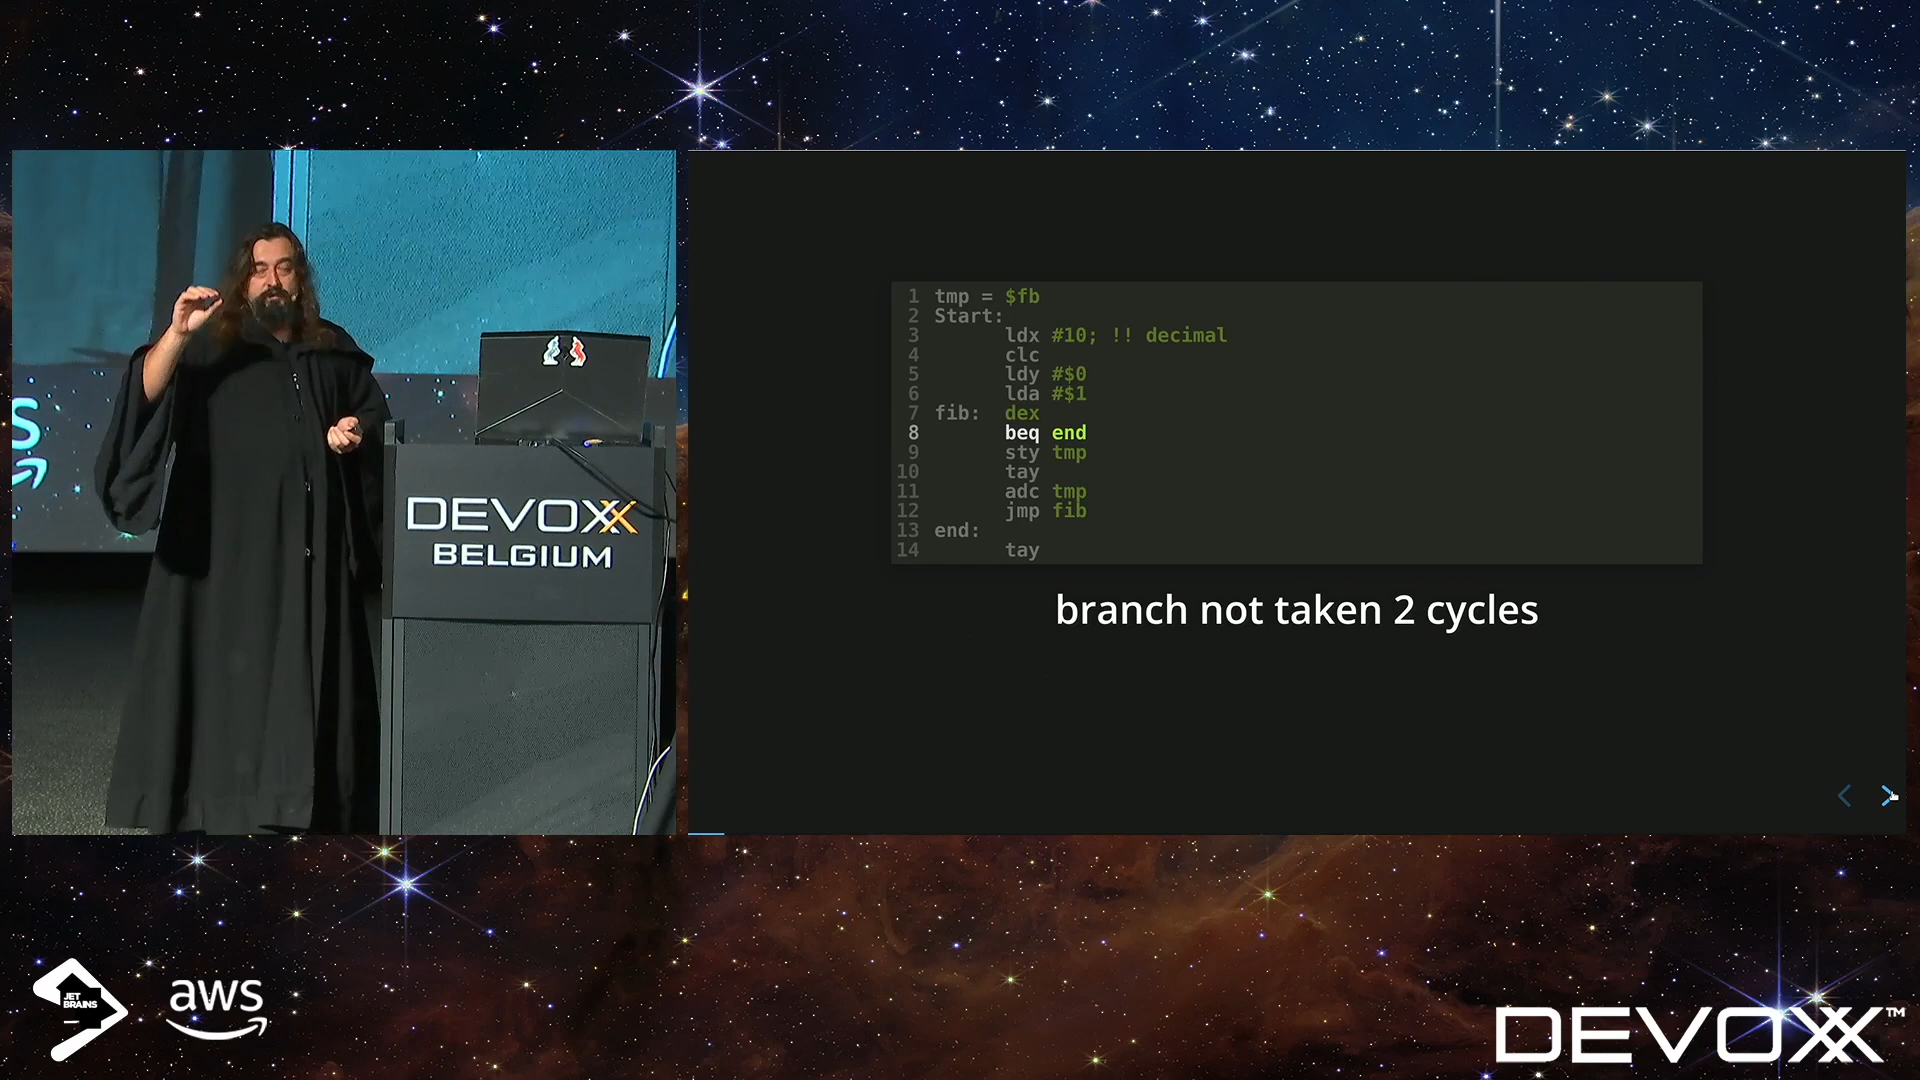 S
DEVOXX
BELGIUM
1 tmp = $fb
2 Start:
3 ldx #10; !! decimal
4 clc
5 ldy #$0
6 lda #$1
7 fib: dex
8 beq end
9 sty tmp
10 tay
11 adc tmp
12 jmp fib
13 end:
14 tay
branch not taken 2 cycles
JET
BRAINS
aws
DEVOXX™